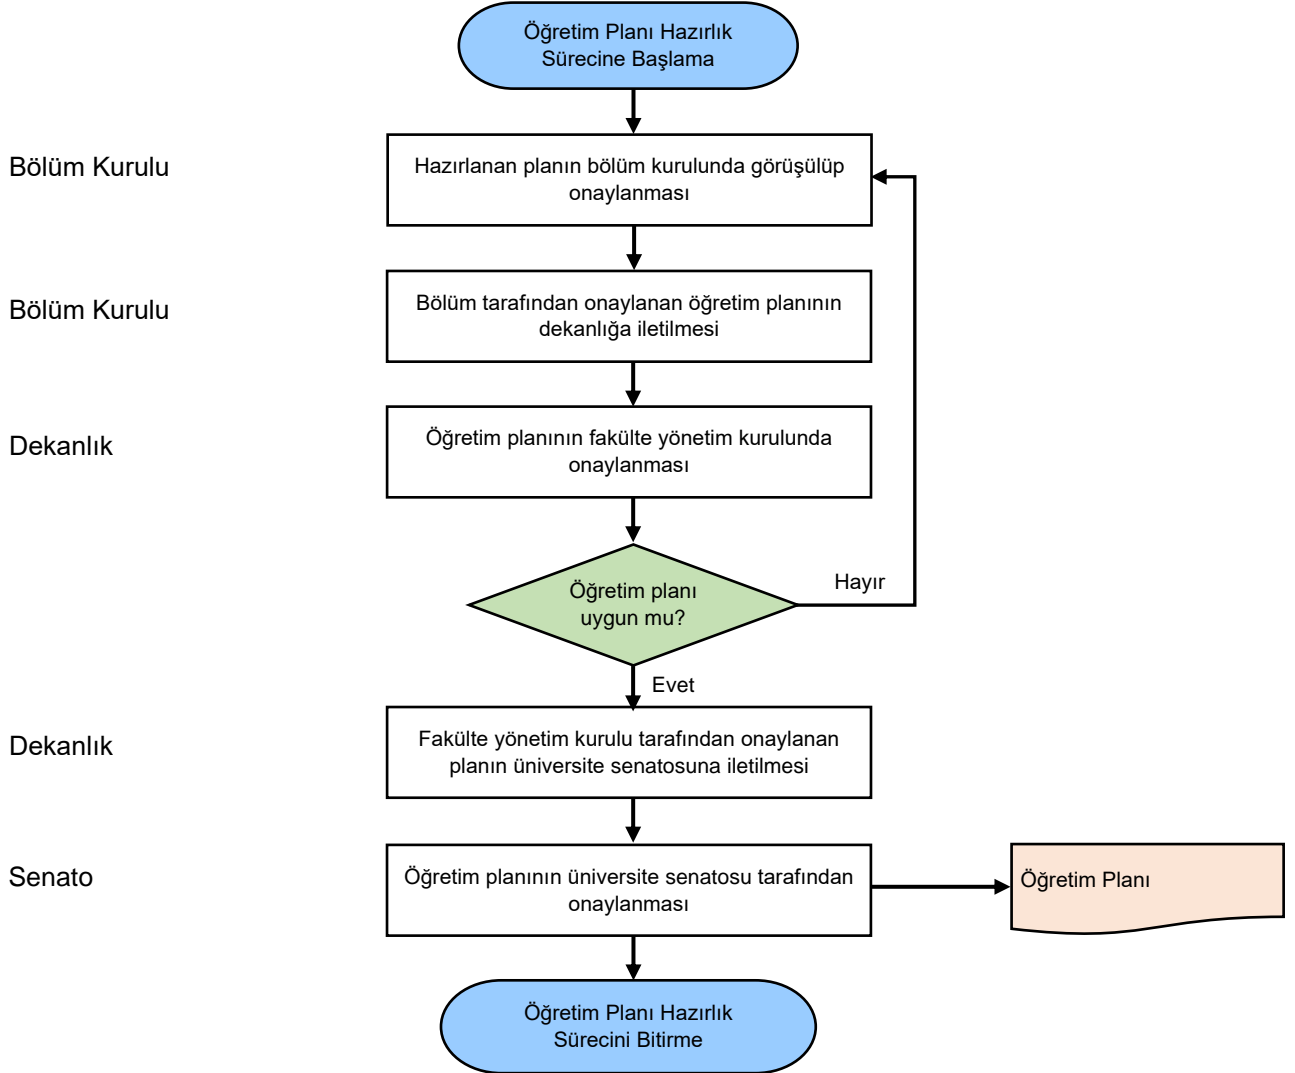 Öğretim Planı Hazırlık
Sürecine Başlama
Bölüm Kurulu
Hazırlanan planın bölüm kurulunda görüşülüp
onaylanması
Bölüm Kurulu
Bölüm tarafından onaylanan öğretim planının
dekanlığa iletilmesi
Dekanlık
Öğretim planının fakülte yönetim kurulunda
onaylanması
Öğretim planı
uygun mu?
Hayır
Evet
Dekanlık
Fakülte yönetim kurulu tarafından onaylanan
planın üniversite senatosuna iletilmesi
Senato
Öğretim planının üniversite senatosu tarafından
onaylanması
Öğretim Planı
Öğretim Planı Hazırlık
Sürecini Bitirme